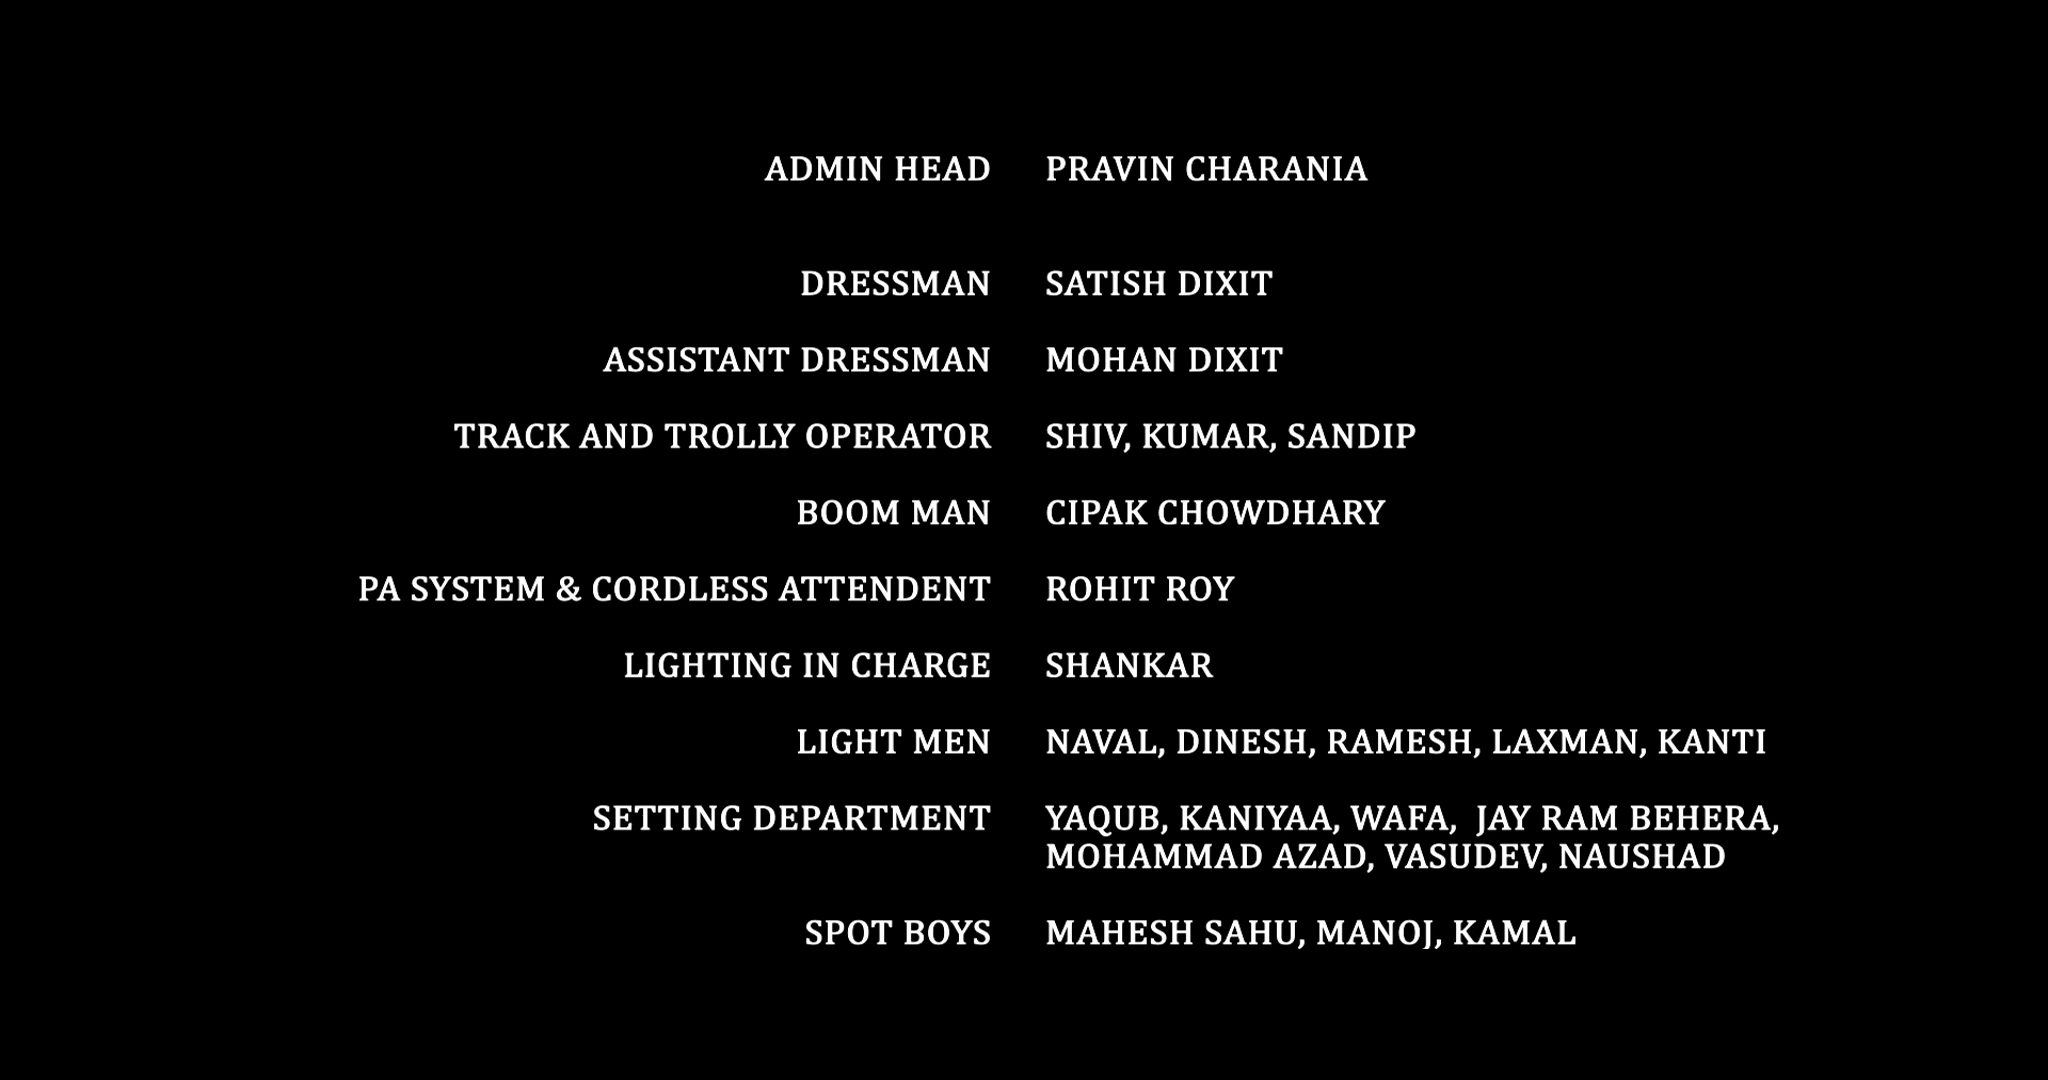 ADMIN HEAD PRAVIN CHARANIA
DRESSMAN SATISH DIXIT
ASSISTANT DRESSMAN MOHAN DIXIT
TRACK AND TROLLY OPERATOR SHIV, KUMAR, SANDIP
BOOM MAN CIPAK CHOWDHARY
PA SYSTEM & CORDLESS ATTENDENT ROHIT ROY
LIGHTING IN CHARGE SHANKAR
LIGHT MEN NAVAL, DINESH, RAMESH, LAXMAN, KANTI
SETTING DEPARTMENT YAQUB, KANIYAA, WAFA, JAY RAM BEHERA,
MOHAMMAD AZAD, VASUDEV, NAUSHAD
SPOT BOYS MAHESH SAHU, MANOJ, KAMAL